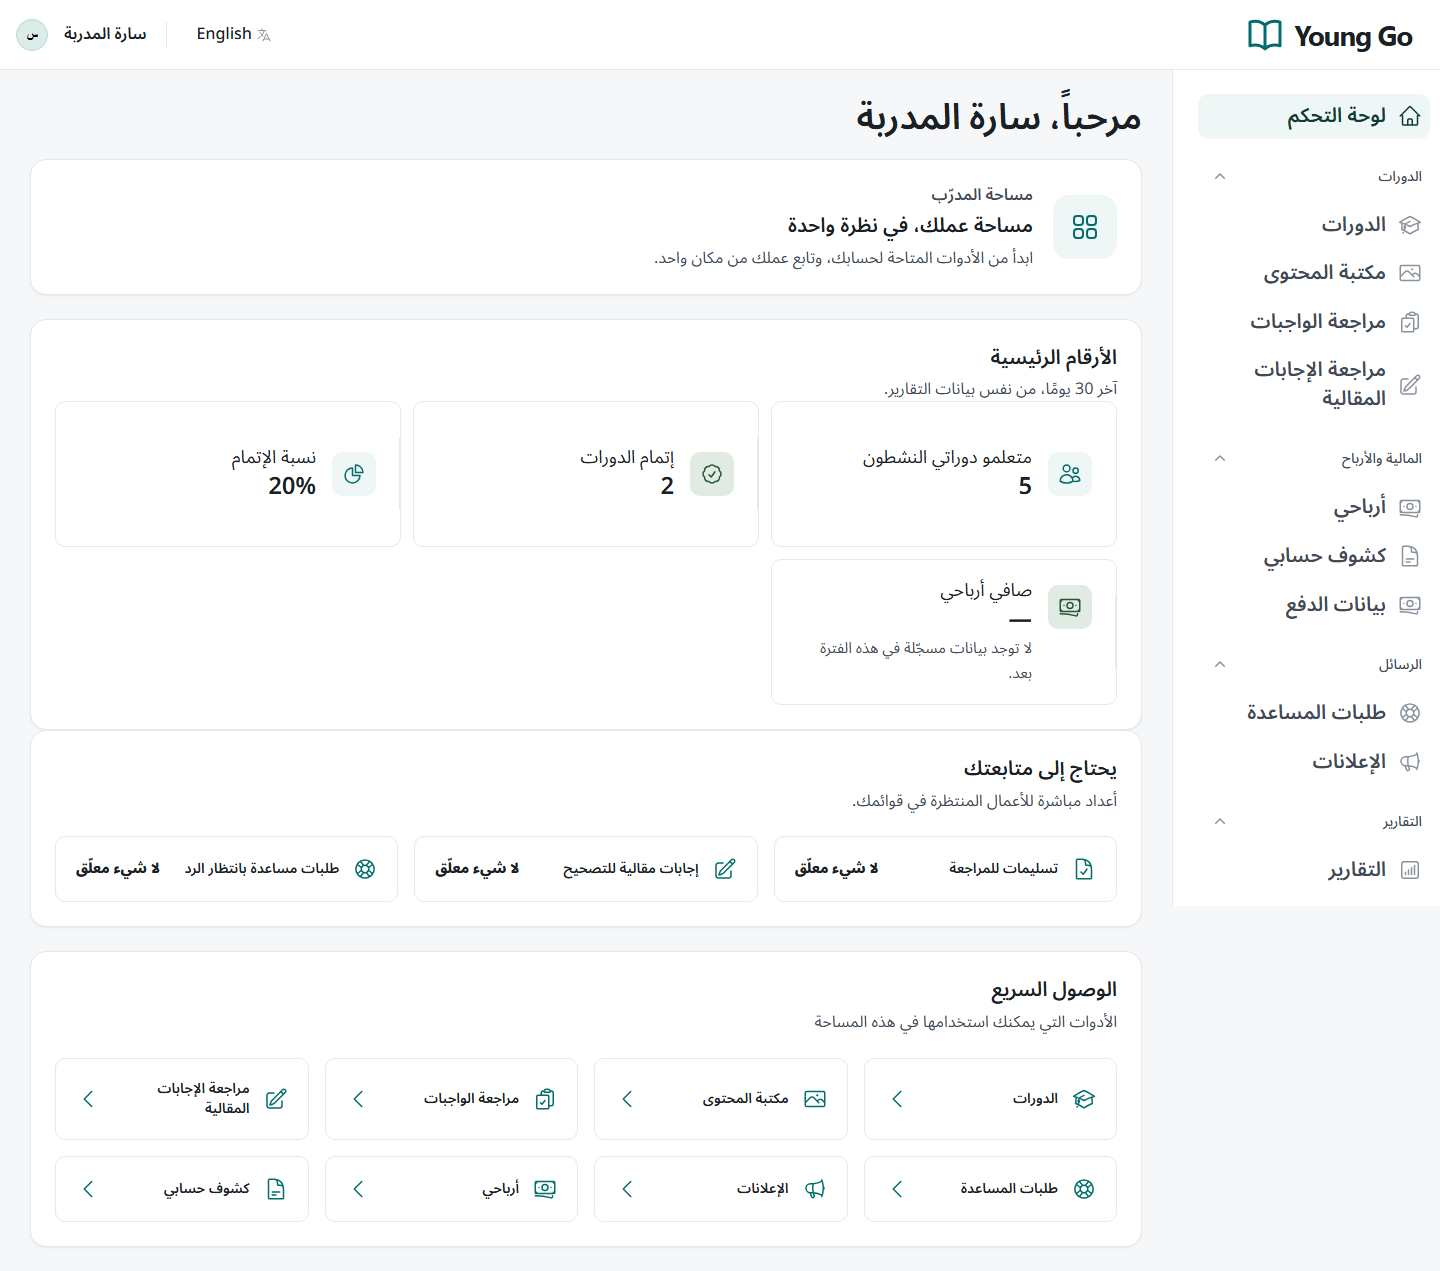 Young Go
English
سارة المدربة
س
لوحة التحكم
الدورات
الدورات
مكتبة المحتوى
مراجعة الواجبات
مراجعة الإجابات
المقالية
المالية والأرباح
أرباحي
كشوف حسابي
بيانات الدفع
الرسائل
طلبات المساعدة
الإعلانات
التقارير
التقارير
مرحباً، سارة المدربة
مساحة المدرّب
مساحة عملك، في نظرة واحدة
ابدأ من الأدوات المتاحة لحسابك، وتابع عملك من مكان واحد.
الأرقام الرئيسية
آخر 30 يومًا، من نفس بيانات التقارير.
متعلمو دوراتي النشطون
5
إتمام الدورات
2
نسبة الإتمام
20%
صافي أرباحي
—
لا توجد بيانات مسجّلة في هذه الفترة
بعد.
يحتاج إلى متابعتك
أعداد مباشرة للأعمال المنتظرة في قوائمك.
تسليمات للمراجعة
لا شيء معلّق
إجابات مقالية للتصحيح
لا شيء معلّق
طلبات مساعدة بانتظار الرد
لا شيء معلّق
الوصول السريع
الأدوات التي يمكنك استخدامها في هذه المساحة
الدورات
مكتبة المحتوى
مراجعة الواجبات
مراجعة الإجابات
المقالية
طلبات المساعدة
الإعلانات
أرباحي
كشوف حسابي